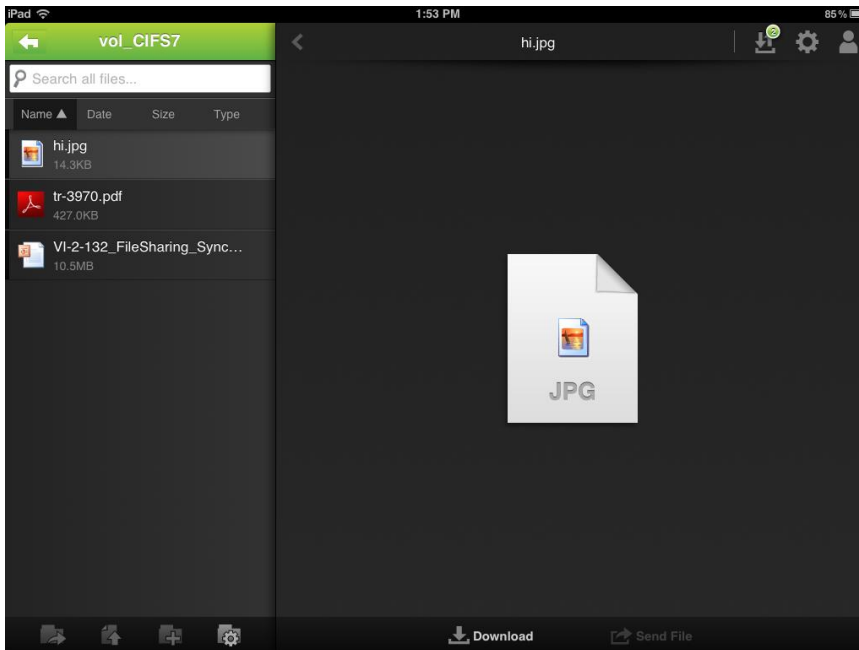 iPad 1:53 PM 85%
vol_CIFS7
hi.jpg
2
Search all files...
Name ▲ Date Size Type
hi.jpg
14.3KB
tr-3970.pdf
427.0KB
VI-2-132_FileSharing_Sync...
10.5MB
JPG
Download
Send File